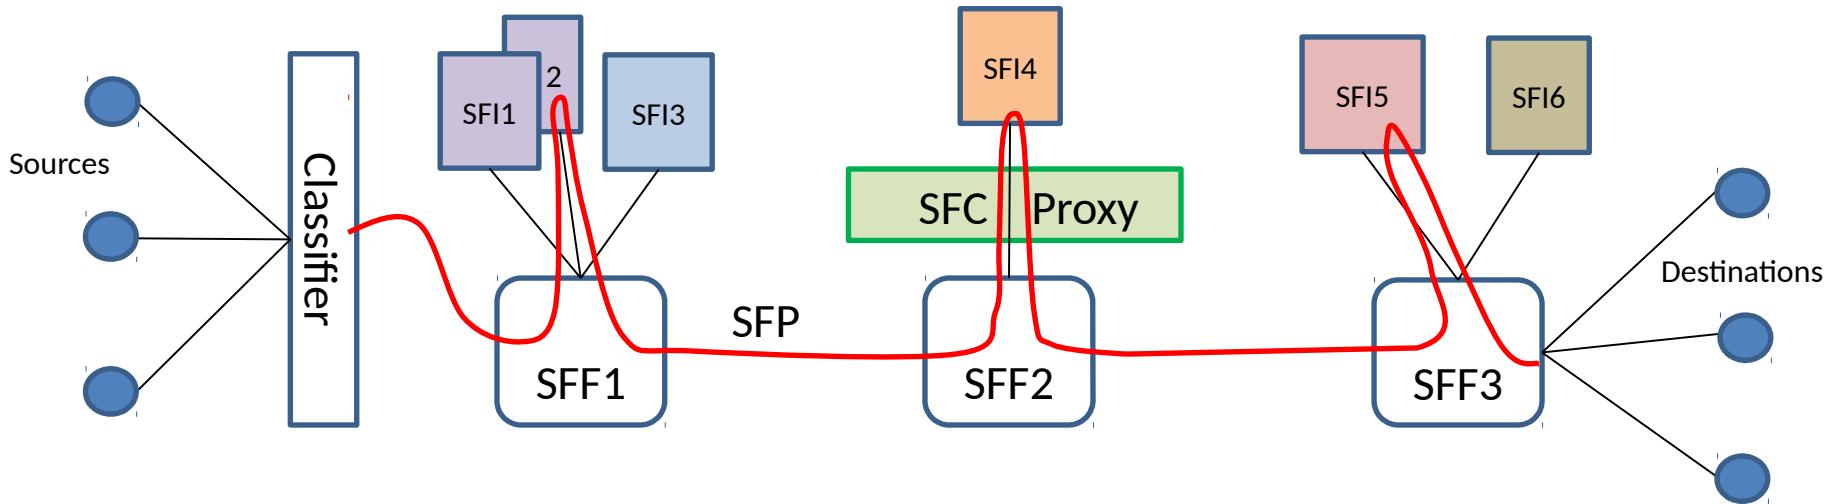 Sources
Classifier
SFI1
2
SFI3
SFF1
SFP
SFI4
SFC Proxy
SFF2
SFI5
SFI6
SFF3
Destinations